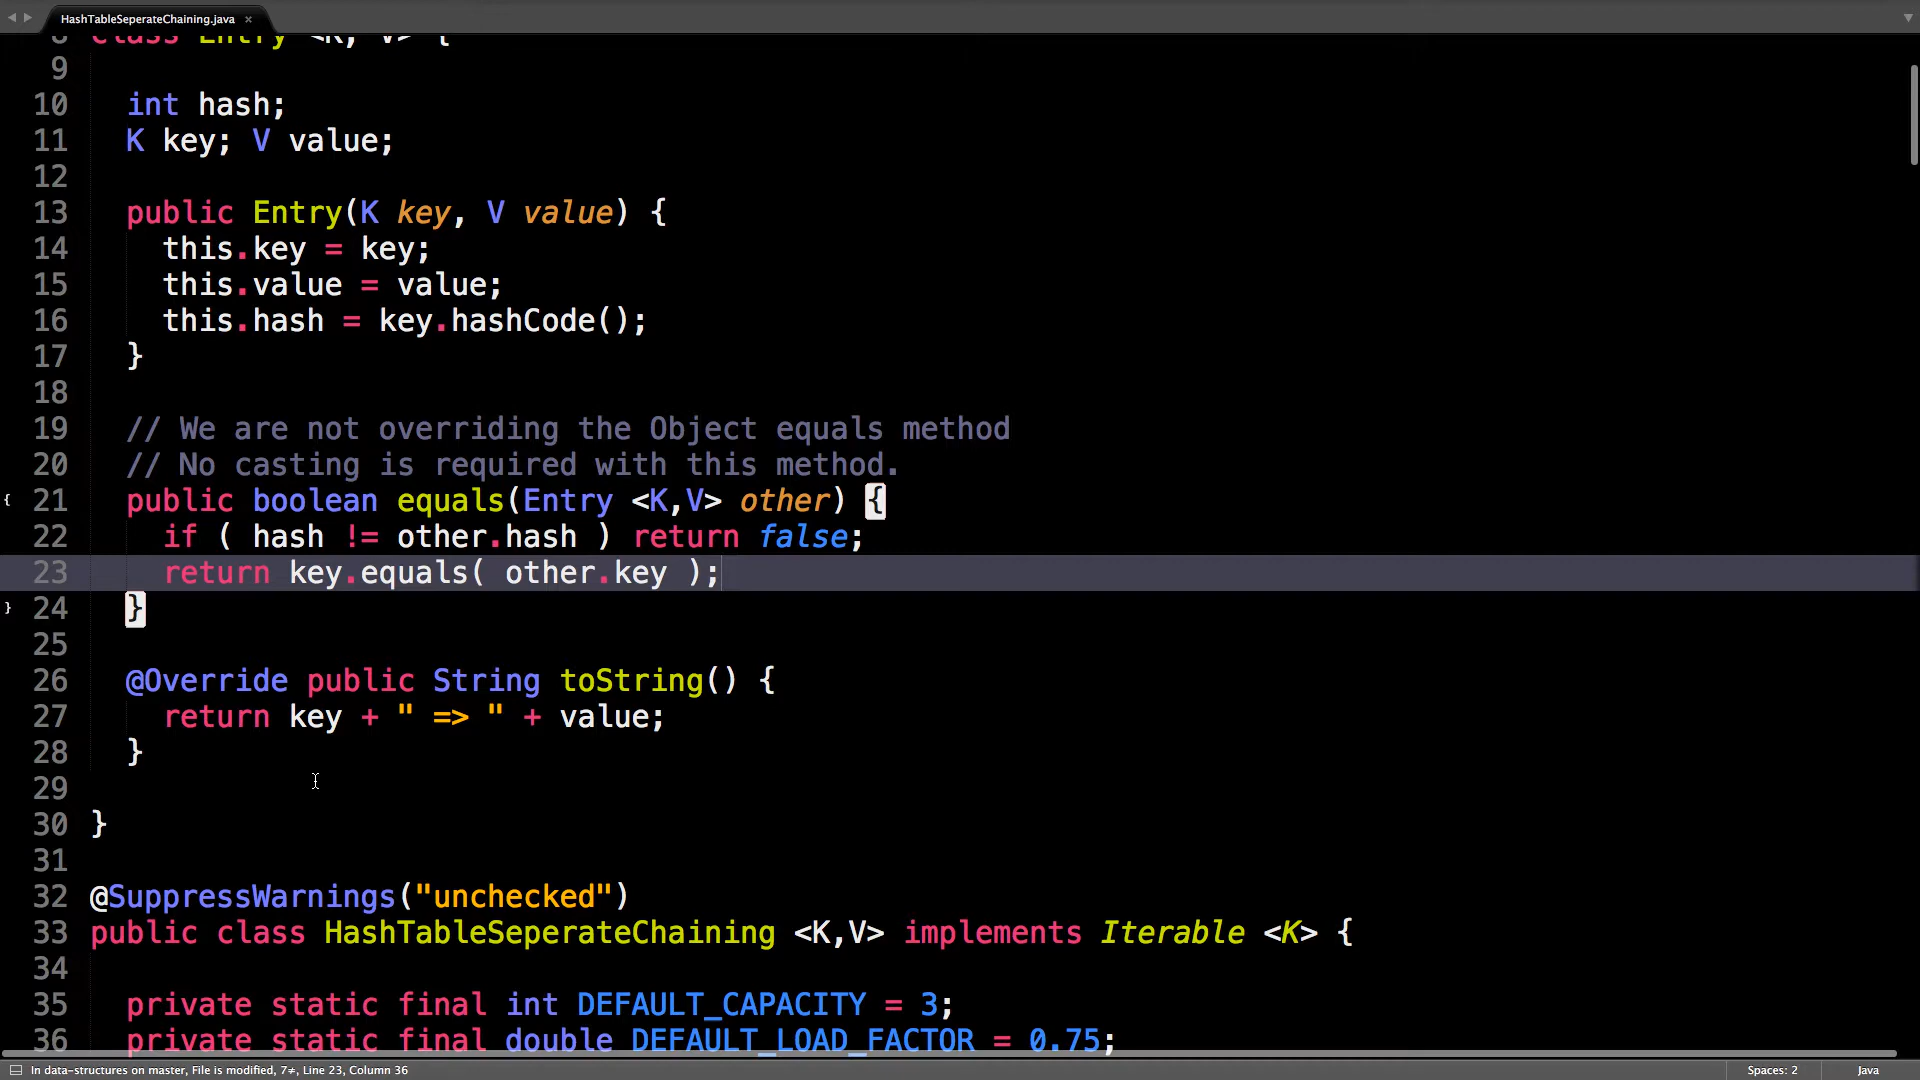 HashTableSeperateChaining.java ×
8 class Entry <K, V> {
9
10 int hash;
11 K key; V value;
12
13 public Entry(K key, V value) {
14 this.key = key;
15 this.value = value;
16 this.hash = key.hashCode();
17 }
18
19 // We are not overriding the Object equals method
20 // No casting is required with this method.
{ 21 public boolean equals(Entry <K,V> other) {
22 if ( hash != other.hash ) return false;
23 return key.equals( other.key );
} 24 }
25
26 @Override public String toString() {
27 return key + " => " + value;
28 }
29
30 }
31
32 @SuppressWarnings("unchecked")
33 public class HashTableSeperateChaining <K,V> implements Iterable <K> {
34
35 private static final int DEFAULT_CAPACITY = 3;
36 private static final double DEFAULT_LOAD_FACTOR = 0.75;
In data-structures on master, File is modified, 7≠, Line 23, Column 36 Spaces: 2 Java